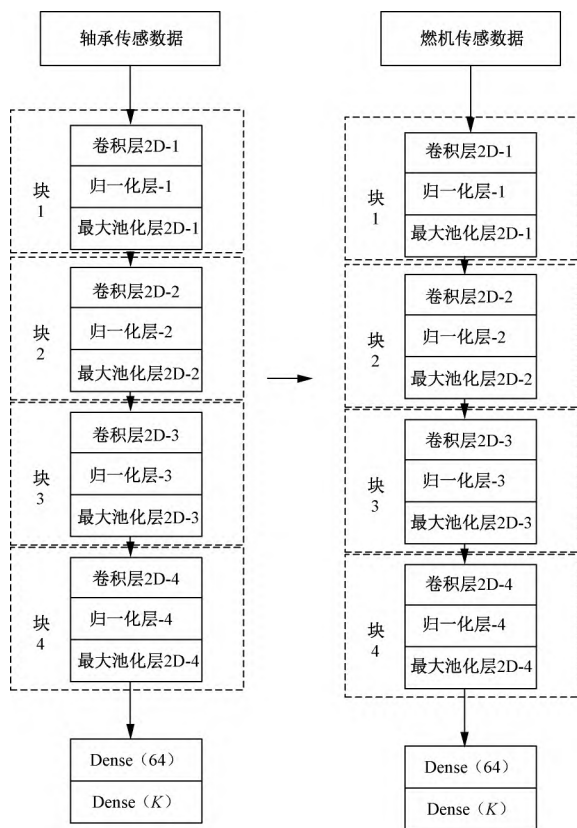 轴承传感数据
块
1
卷积层2D-1
归一化层-1
最大池化层2D-1
块
2
卷积层2D-2
归一化层-2
最大池化层2D-2
块
3
卷积层2D-3
归一化层-3
最大池化层2D-3
块
4
卷积层2D-4
归一化层-4
最大池化层2D-4
Dense（64）
Dense（K）
燃机传感数据
块
1
卷积层2D-1
归一化层-1
最大池化层2D-1
块
2
卷积层2D-2
归一化层-2
最大池化层2D-2
块
3
卷积层2D-3
归一化层-3
最大池化层2D-3
块
4
卷积层2D-4
归一化层-4
最大池化层2D-4
Dense（64）
Dense（K）